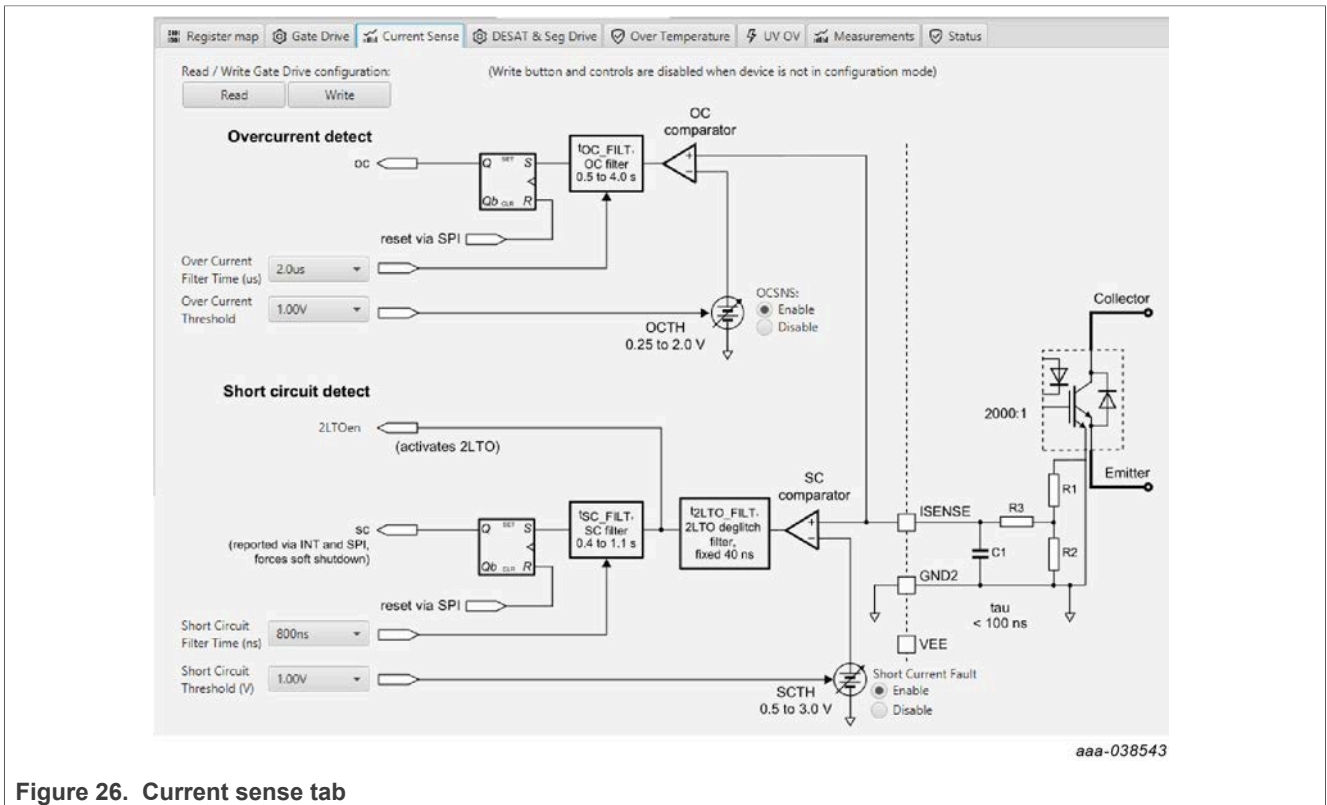 Register map Gate Drive Current Sense DESAT & Seg Drive Over Temperature UV OV Measurements Status
Read / Write Gate Drive configuration:
(Write button and controls are disabled when device is not in configuration mode)
Read Write
Overcurrent detect
OC
comparator
OC
Q SET S
Qb CLR R
tOC_FILT,
OC filter
0.5 to 4.0 s
+
−
reset via SPI
Over Current
Filter Time (us)
2.0us
Over Current
Threshold
1.00V
OCTH
0.25 to 2.0 V
OCSNS:
Enable
Disable
Collector
2000:1
Emitter
Short circuit detect
2LTOen
(activates 2LTO)
SC
comparator
SC
(reported via INT and SPI,
forces soft shutdown)
Q SET S
Qb CLR R
tSC_FILT,
SC filter
0.4 to 1.1 s
t2LTO_FILT,
2LTO deglitch
filter,
fixed 40 ns
+
−
ISENSE
R3
R1
C1
R2
GND2
tau
< 100 ns
VEE
reset via SPI
Short Circuit
Filter Time (ns)
800ns
Short Circuit
Threshold (V)
1.00V
SCTH
0.5 to 3.0 V
Short Current Fault
Enable
Disable
aaa-038543
Figure 26. Current sense tab